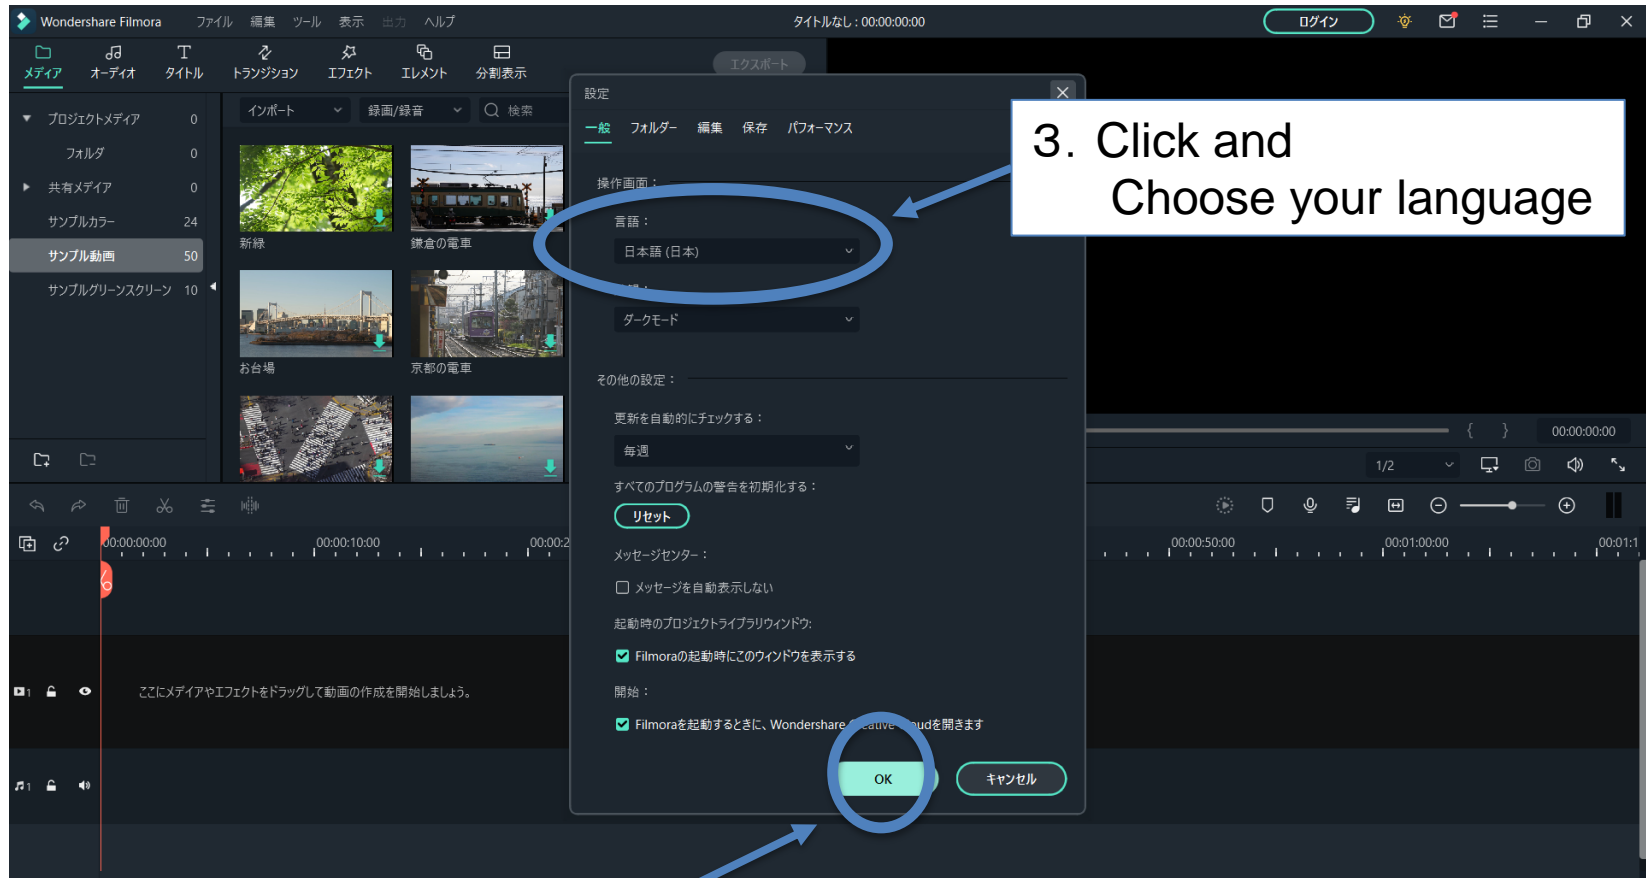 Wondershare Filmora ファイル 編集 ツール 表示 出力 ヘルプ タイトルなし : 00:00:00:00 ログイン
メディア オーディオ タイトル トランジション エフェクト エレメント 分割表示 エクスポート
プロジェクトメディア 0
フォルダ 0
共有メディア 0
サンプルカラー 24
サンプル動画 50
サンプルグリーンスクリーン 10
インポート 録画/録音 検索
新緑 鎌倉の電車
お台場 京都の電車
設定
一般 フォルダー 編集 保存 パフォーマンス
操作画面：
言語：
日本語 (日本)
ダークモード
その他の設定：
更新を自動的にチェックする：
毎週
すべてのプログラムの警告を初期化する：
リセット
メッセージセンター：
メッセージを自動表示しない
起動時のプロジェクトライブラリウィンドウ:
Filmoraの起動時にこのウィンドウを表示する
開始：
Filmoraを起動するときに、Wondershare を開きます
OK キャンセル
3. Click and
Choose your language
{ } 00:00:00:00
1/2
00:00:00:00 00:00:10:00 00:00:2 00:00:50:00 00:01:00:00 00:01:1
1 ここにメディアやエフェクトをドラッグして動画の作成を開始しましょう。
1